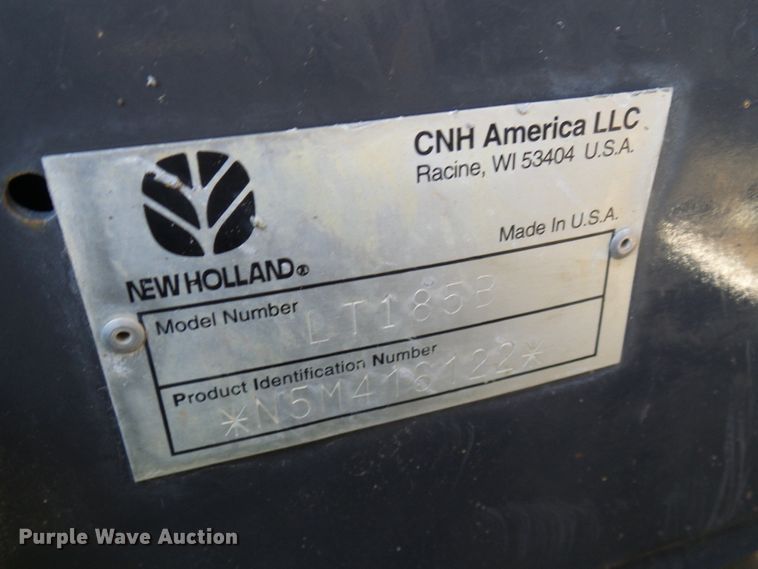 CNH America LLC
Racine, WI 53404 U.S.A.
Made In U.S.A.
NEW HOLLAND®
Model Number
LT185B
Product Identification Number
*N5M416122*
Purple Wave Auction